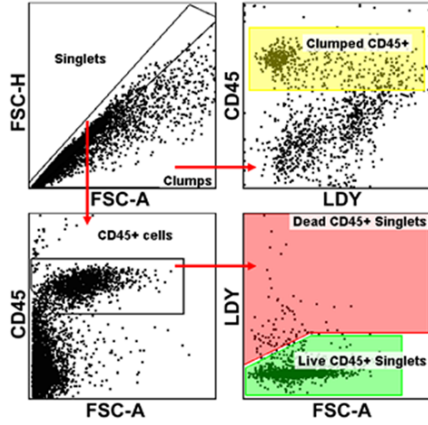 Singlets
Clumps
FSC-H
FSC-A
Clumped CD45+
CD45
LDY
CD45+ cells
CD45
FSC-A
Dead CD45+ Singlets
Live CD45+ Singlets
LDY
FSC-A